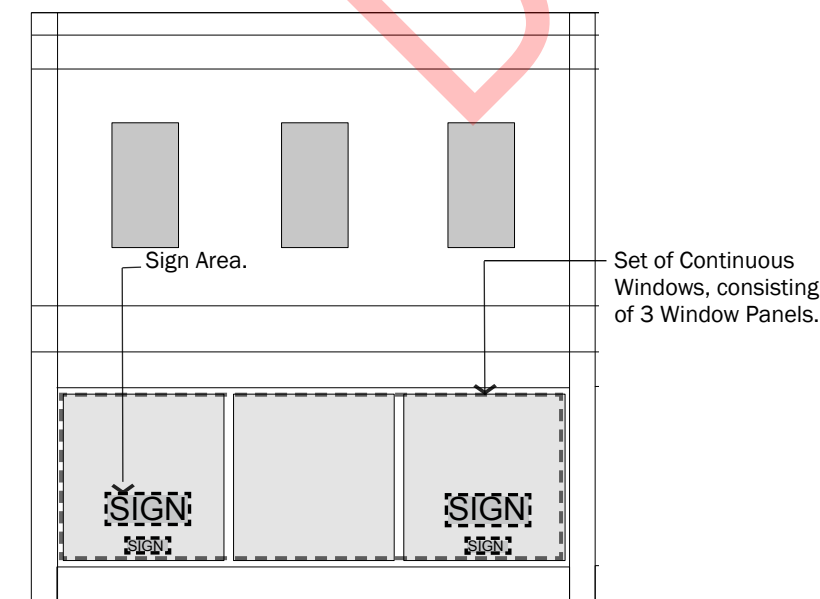 Sign Area.
Set of Continuous
Windows, consisting
of 3 Window Panels.
SIGN
SIGN
SIGN
SIGN